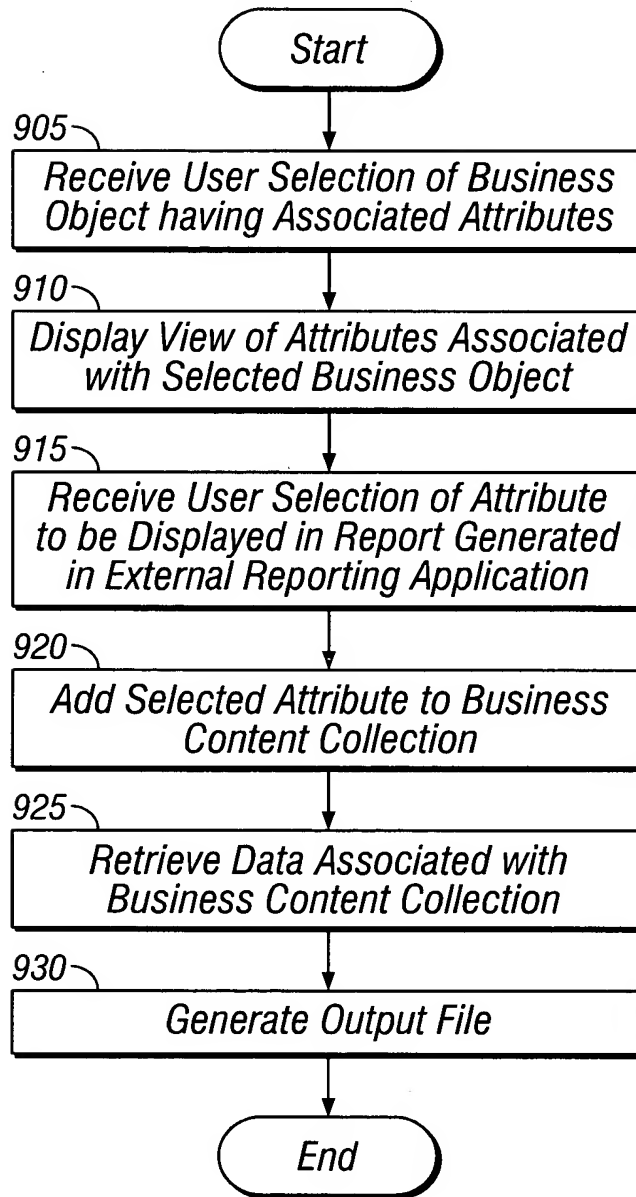 Start
905
Receive User Selection of Business
Object having Associated Attributes
910
Display View of Attributes Associated
with Selected Business Object
915
Receive User Selection of Attribute
to be Displayed in Report Generated
in External Reporting Application
920
Add Selected Attribute to Business
Content Collection
925
Retrieve Data Associated with
Business Content Collection
930
Generate Output File
End